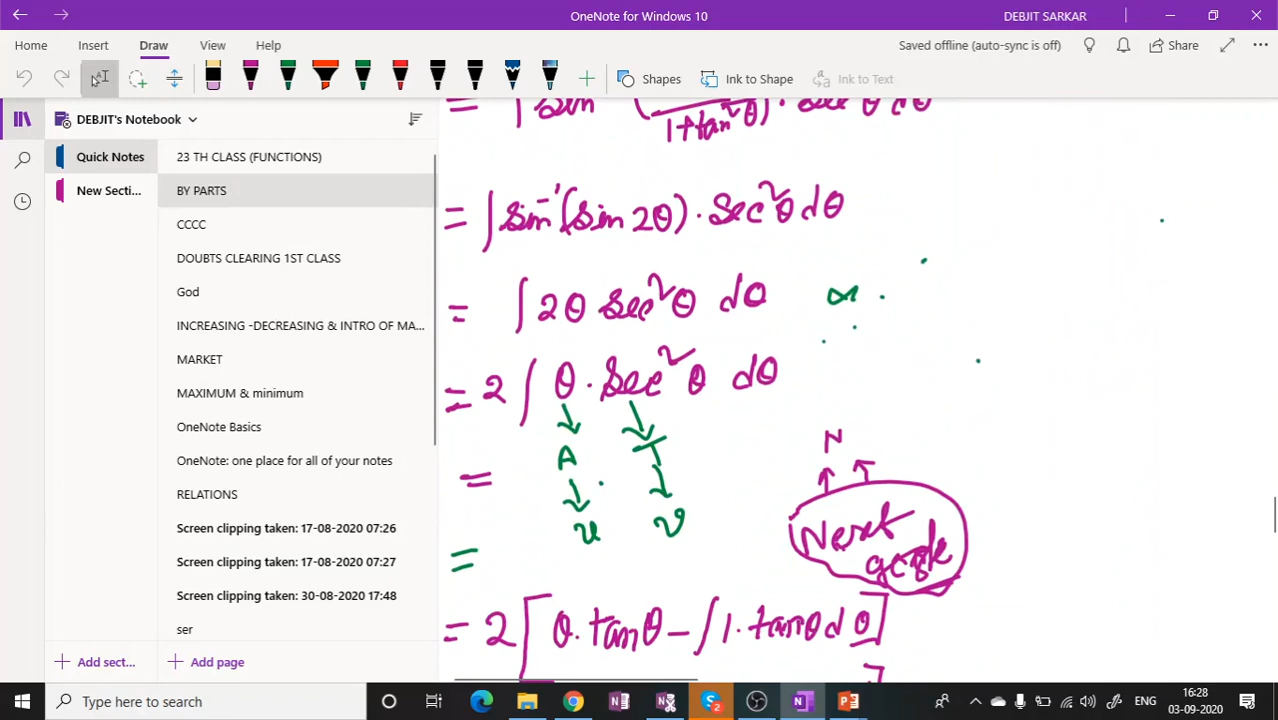 OneNote for Windows 10
DEBJIT SARKAR
Home Insert Draw View Help
Saved offline (auto-sync is off)
Share
Shapes
Ink to Shape
Ink to Text
DEBJIT's Notebook
Quick Notes
New Secti...
23 TH CLASS (FUNCTIONS)
BY PARTS
CCCC
DOUBTS CLEARING 1ST CLASS
God
INCREASING -DECREASING & INTRO OF MA...
MARKET
MAXIMUM & minimum
OneNote Basics
OneNote: one place for all of your notes
RELATIONS
Screen clipping taken: 17-08-2020 07:26
Screen clipping taken: 17-08-2020 07:27
Screen clipping taken: 30-08-2020 17:48
ser
+ Add sect...
+ Add page
= ∫ sin⁻¹(sin 2θ) · sec²θ dθ
= ∫ 2θ sec²θ dθ
= 2 ∫ θ · sec²θ dθ
A T
=
u v
=
N
= 2 [θ. tanθ − ∫ 1. tanθ dθ]
Type here to search
2
ENG
16:28
03-09-2020